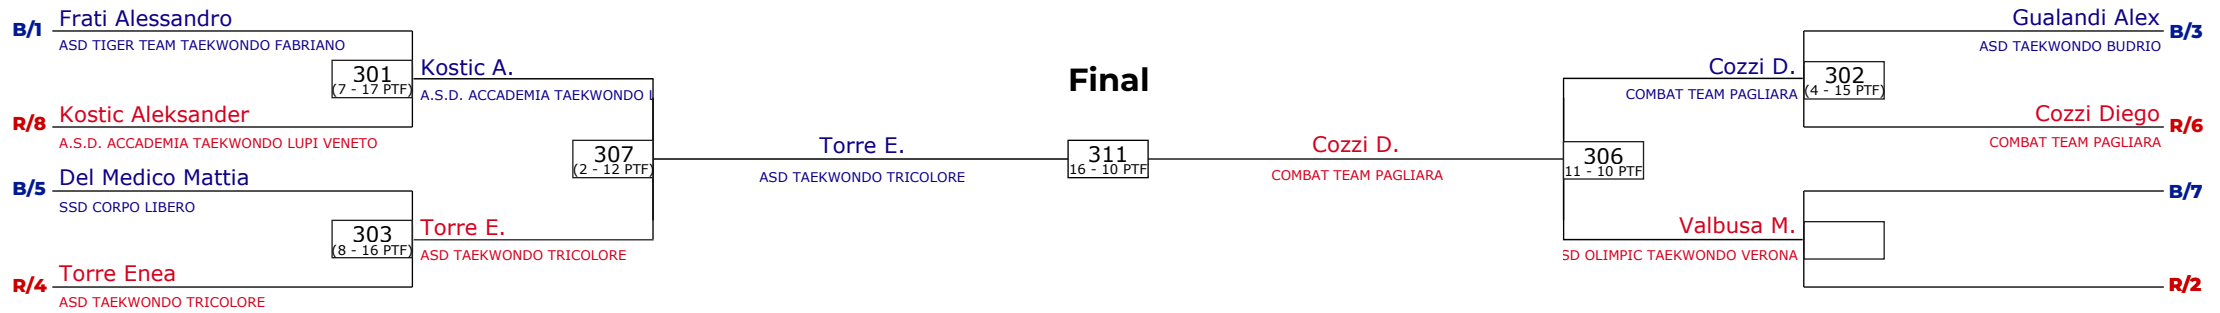 B/1 Frati Alessandro
ASD TIGER TEAM TAEKWONDO FABRIANO
301
(7 - 17 PTF)
R/8 Kostic Aleksander
A.S.D. ACCADEMIA TAEKWONDO LUPI VENETO
B/5 Del Medico Mattia
SSD CORPO LIBERO
303
(8 - 16 PTF)
R/4 Torre Enea
ASD TAEKWONDO TRICOLORE
Kostic A.
A.S.D. ACCADEMIA TAEKWONDO L
307
(2 - 12 PTF)
Torre E.
ASD TAEKWONDO TRICOLORE
Final
Torre E.
ASD TAEKWONDO TRICOLORE
311
16 - 10 PTF
Cozzi D.
COMBAT TEAM PAGLIARA
Cozzi D.
COMBAT TEAM PAGLIARA
306
11 - 10 PTF
Valbusa M.
SD OLIMPIC TAEKWONDO VERONA
Gualandi Alex B/3
ASD TAEKWONDO BUDRIO
302
(4 - 15 PTF)
Cozzi Diego R/6
COMBAT TEAM PAGLIARA
B/7
R/2